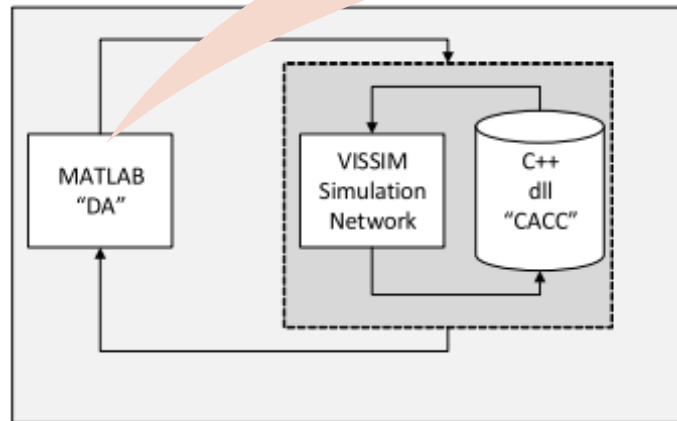 MATLAB
“DA”
VISSIM
Simulation
Network
C++
dll
“CACC”